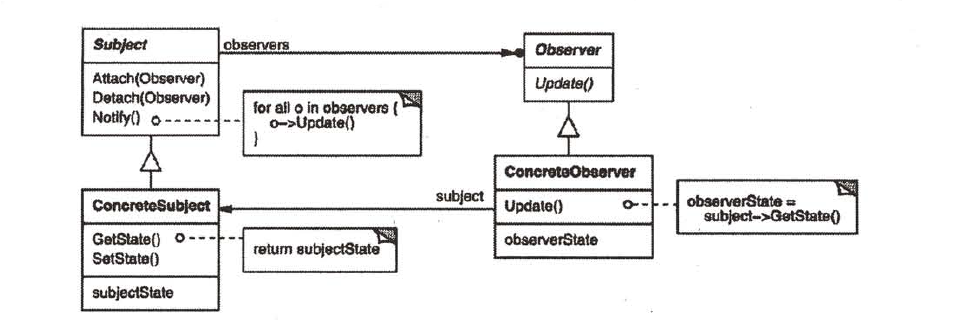 Subject
observers
Observer
Attach(Observer)
Detach(Observer)
Notify()
for all o in observers {
o->Update()
}
Update()
ConcreteSubject
GetState()
SetState()
subjectState
return subjectState
subject
ConcreteObserver
Update()
observerState
observerState =
subject->GetState()